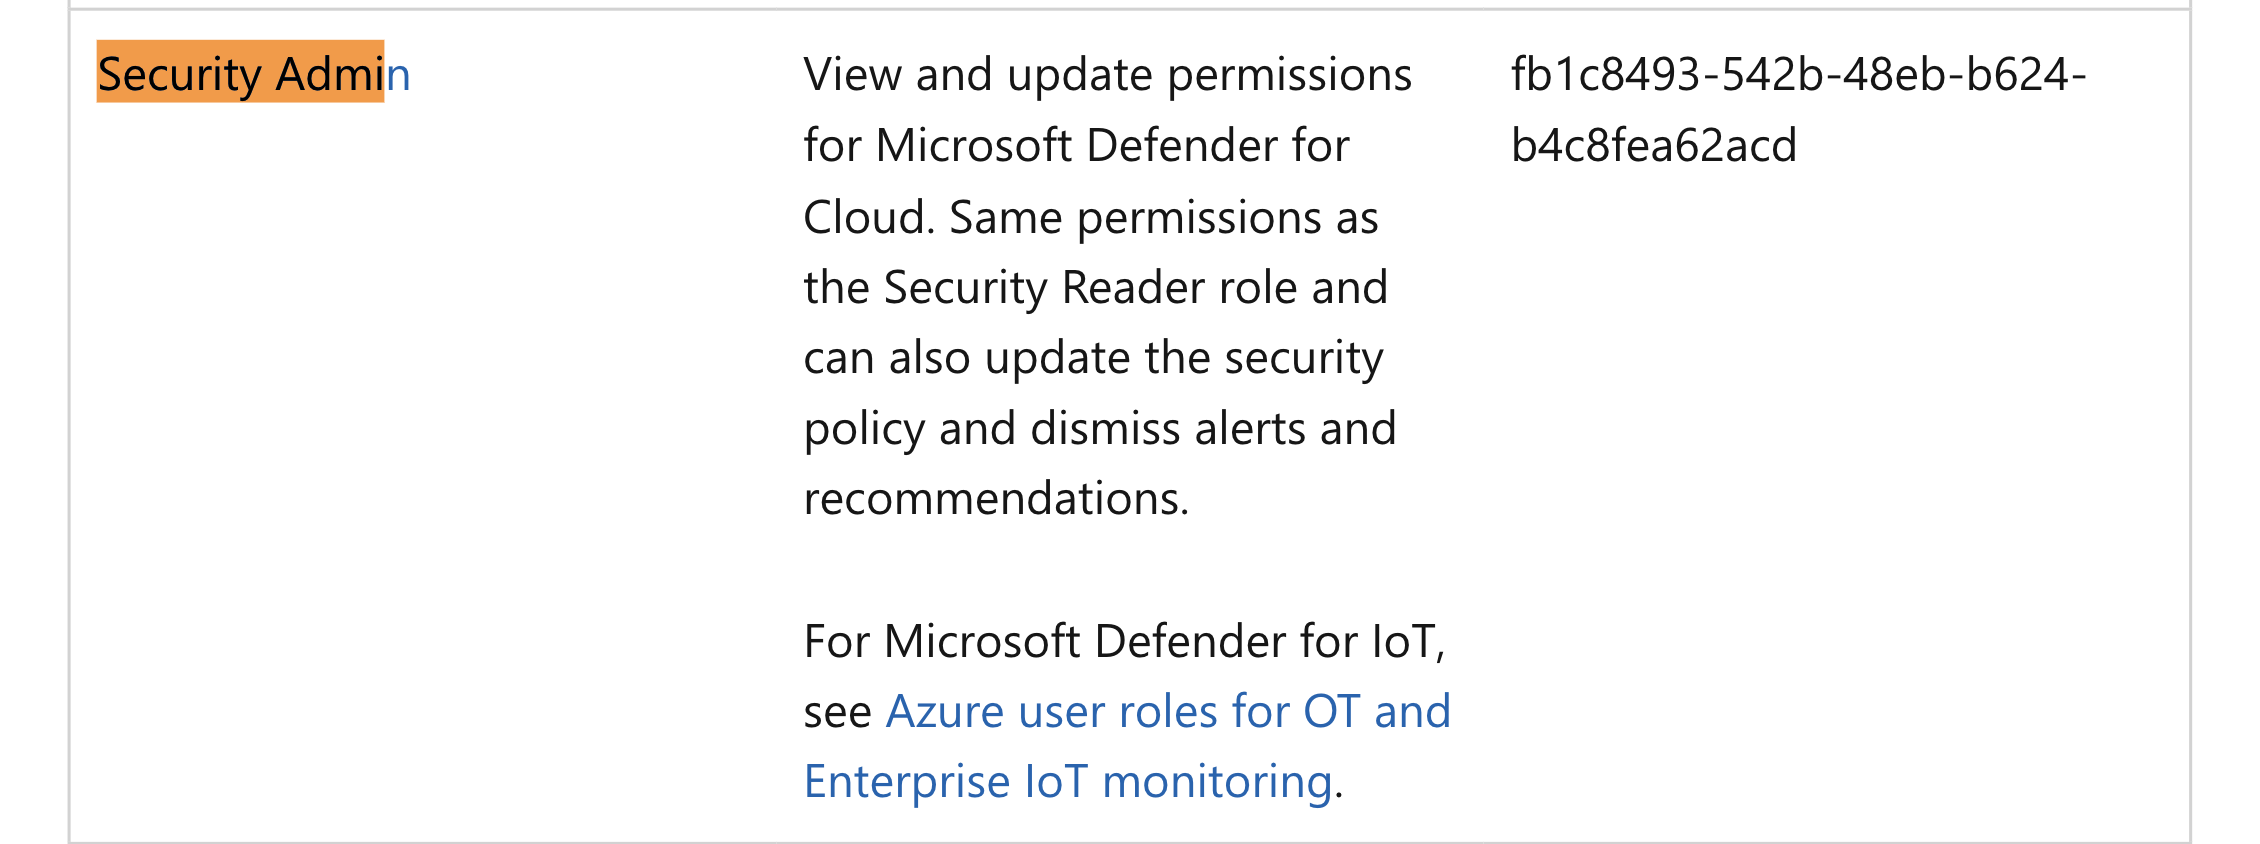 Security Admin
View and update permissions
for Microsoft Defender for
Cloud. Same permissions as
the Security Reader role and
can also update the security
policy and dismiss alerts and
recommendations.
For Microsoft Defender for IoT,
see Azure user roles for OT and
Enterprise IoT monitoring.
fb1c8493-542b-48eb-b624-
b4c8fea62acd